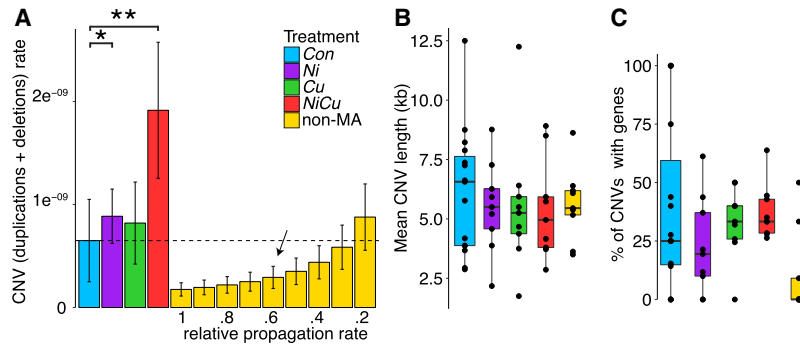 A
**
*
CNV (duplications + deletions) rate
2e⁻⁰⁹
1e⁻⁰⁹
0
Treatment
Con
Ni
Cu
NiCu
non-MA
1 .8 .6 .4 .2
relative propagation rate
B
Mean CNV length (kb)
12.5
10.0
7.5
5.0
2.5
C
% of CNVs with genes
100
75
50
25
0